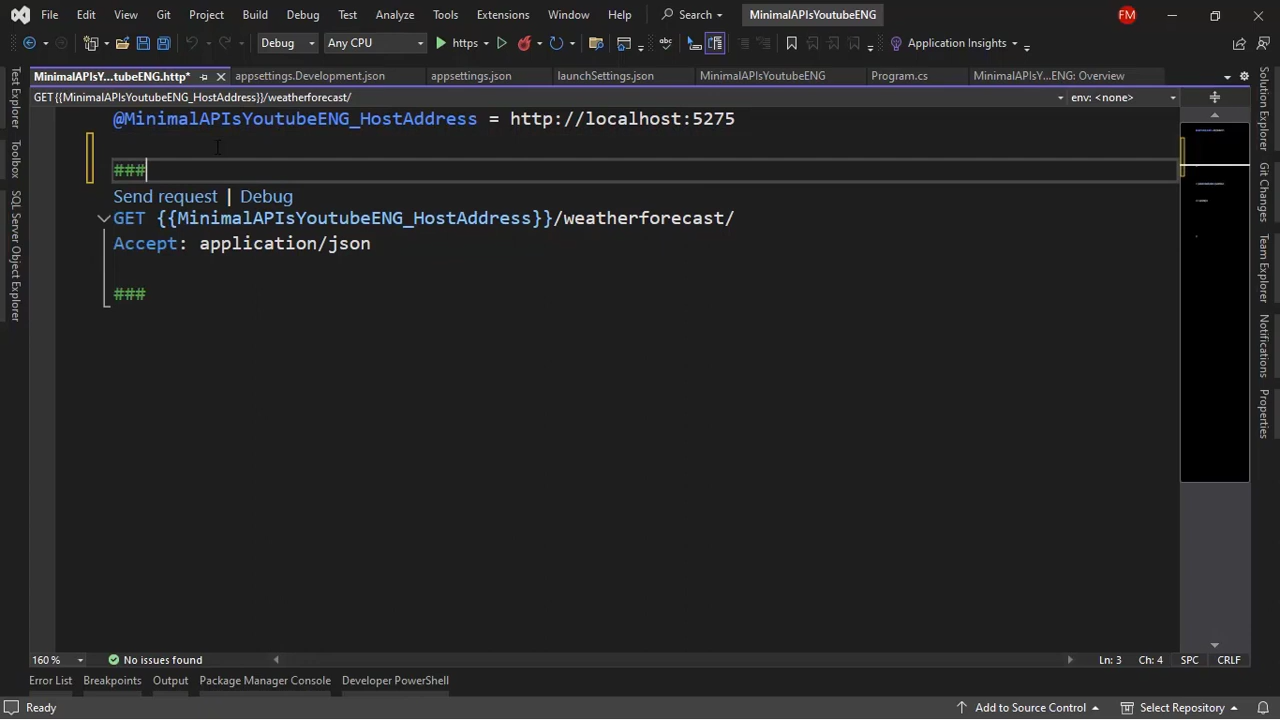 File Edit View Git Project Build Debug Test Analyze Tools Extensions Window Help Search MinimalAPIsYoutubeENG FM
Debug Any CPU https Application Insights
MinimalAPIsY...tubeENG.http* appsettings.Development.json appsettings.json launchSettings.json MinimalAPIsYoutubeENG Program.cs MinimalAPIsY...ENG: Overview
GET {{MinimalAPIsYoutubeENG_HostAddress}}/weatherforecast/ env: <none>
@MinimalAPIsYoutubeENG_HostAddress = http://localhost:5275
###
Send request | Debug
GET {{MinimalAPIsYoutubeENG_HostAddress}}/weatherforecast/
Accept: application/json
###
Test Explorer
Toolbox
SQL Server Object Explorer
Solution Explorer
Git Changes
Team Explorer
Notifications
Properties
160 % No issues found Ln: 3 Ch: 4 SPC CRLF
Error List Breakpoints Output Package Manager Console Developer PowerShell
Ready Add to Source Control Select Repository